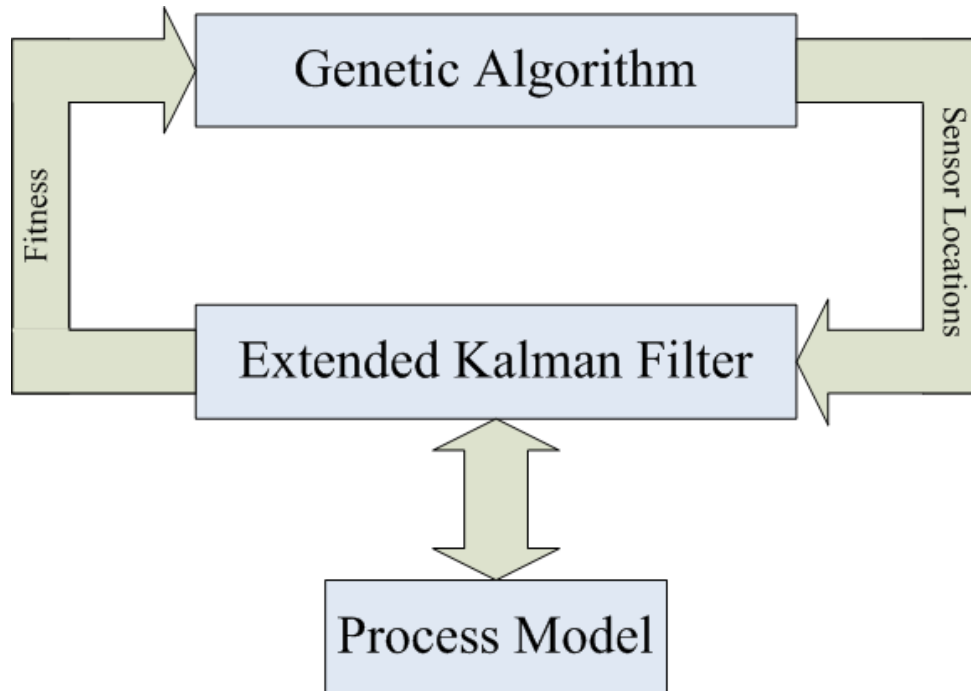 Genetic Algorithm
Fitness
Sensor Locations
Extended Kalman Filter
Process Model